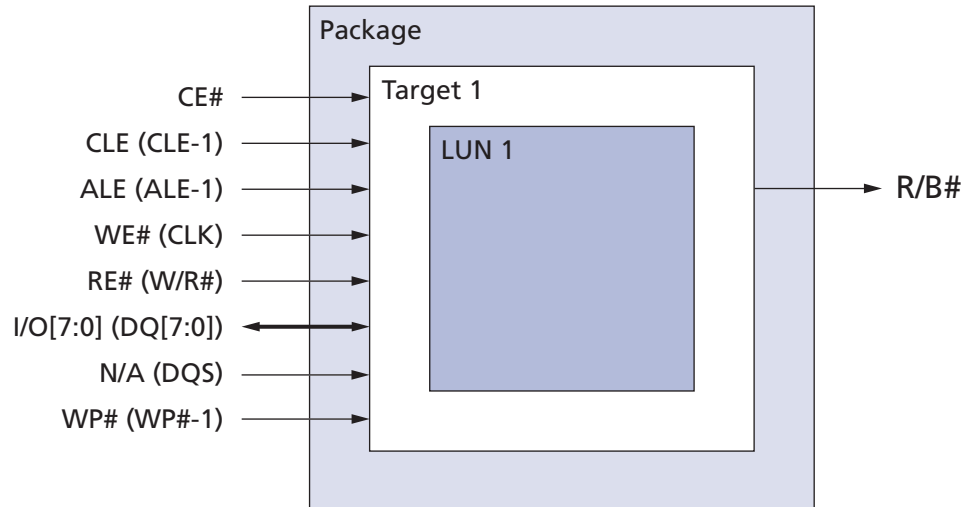 Package
CE#
Target 1
CLE (CLE-1)
LUN 1
ALE (ALE-1)
R/B#
WE# (CLK)
RE# (W/R#)
I/O[7:0] (DQ[7:0])
N/A (DQS)
WP# (WP#-1)